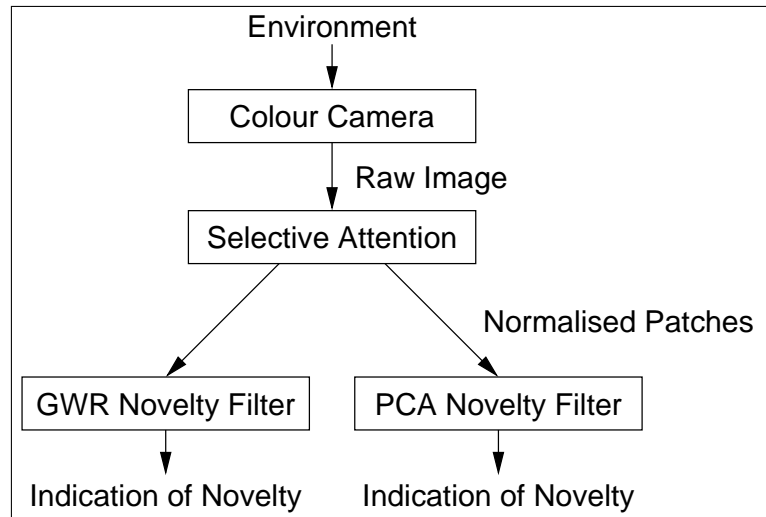 Environment
Colour Camera
Raw Image
Selective Attention
Normalised Patches
GWR Novelty Filter
PCA Novelty Filter
Indication of Novelty
Indication of Novelty